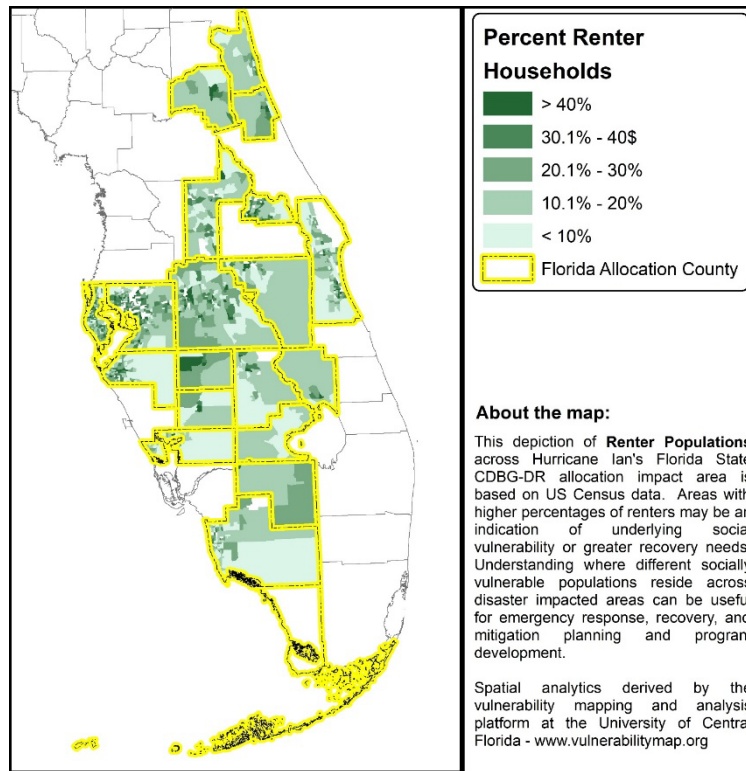 Percent Renter
Households
> 40%
30.1% - 40$
20.1% - 30%
10.1% - 20%
< 10%
Florida Allocation County
About the map:
This depiction of Renter Populations
across Hurricane Ian's Florida State
CDBG-DR allocation impact area is
based on US Census data. Areas with
higher percentages of renters may be an
indication of underlying social
vulnerability or greater recovery needs.
Understanding where different socially
vulnerable populations reside across
disaster impacted areas can be useful
for emergency response, recovery, and
mitigation planning and program
development.
Spatial analytics derived by the
vulnerability mapping and analysis
platform at the University of Central
Florida - www.vulnerabilitymap.org